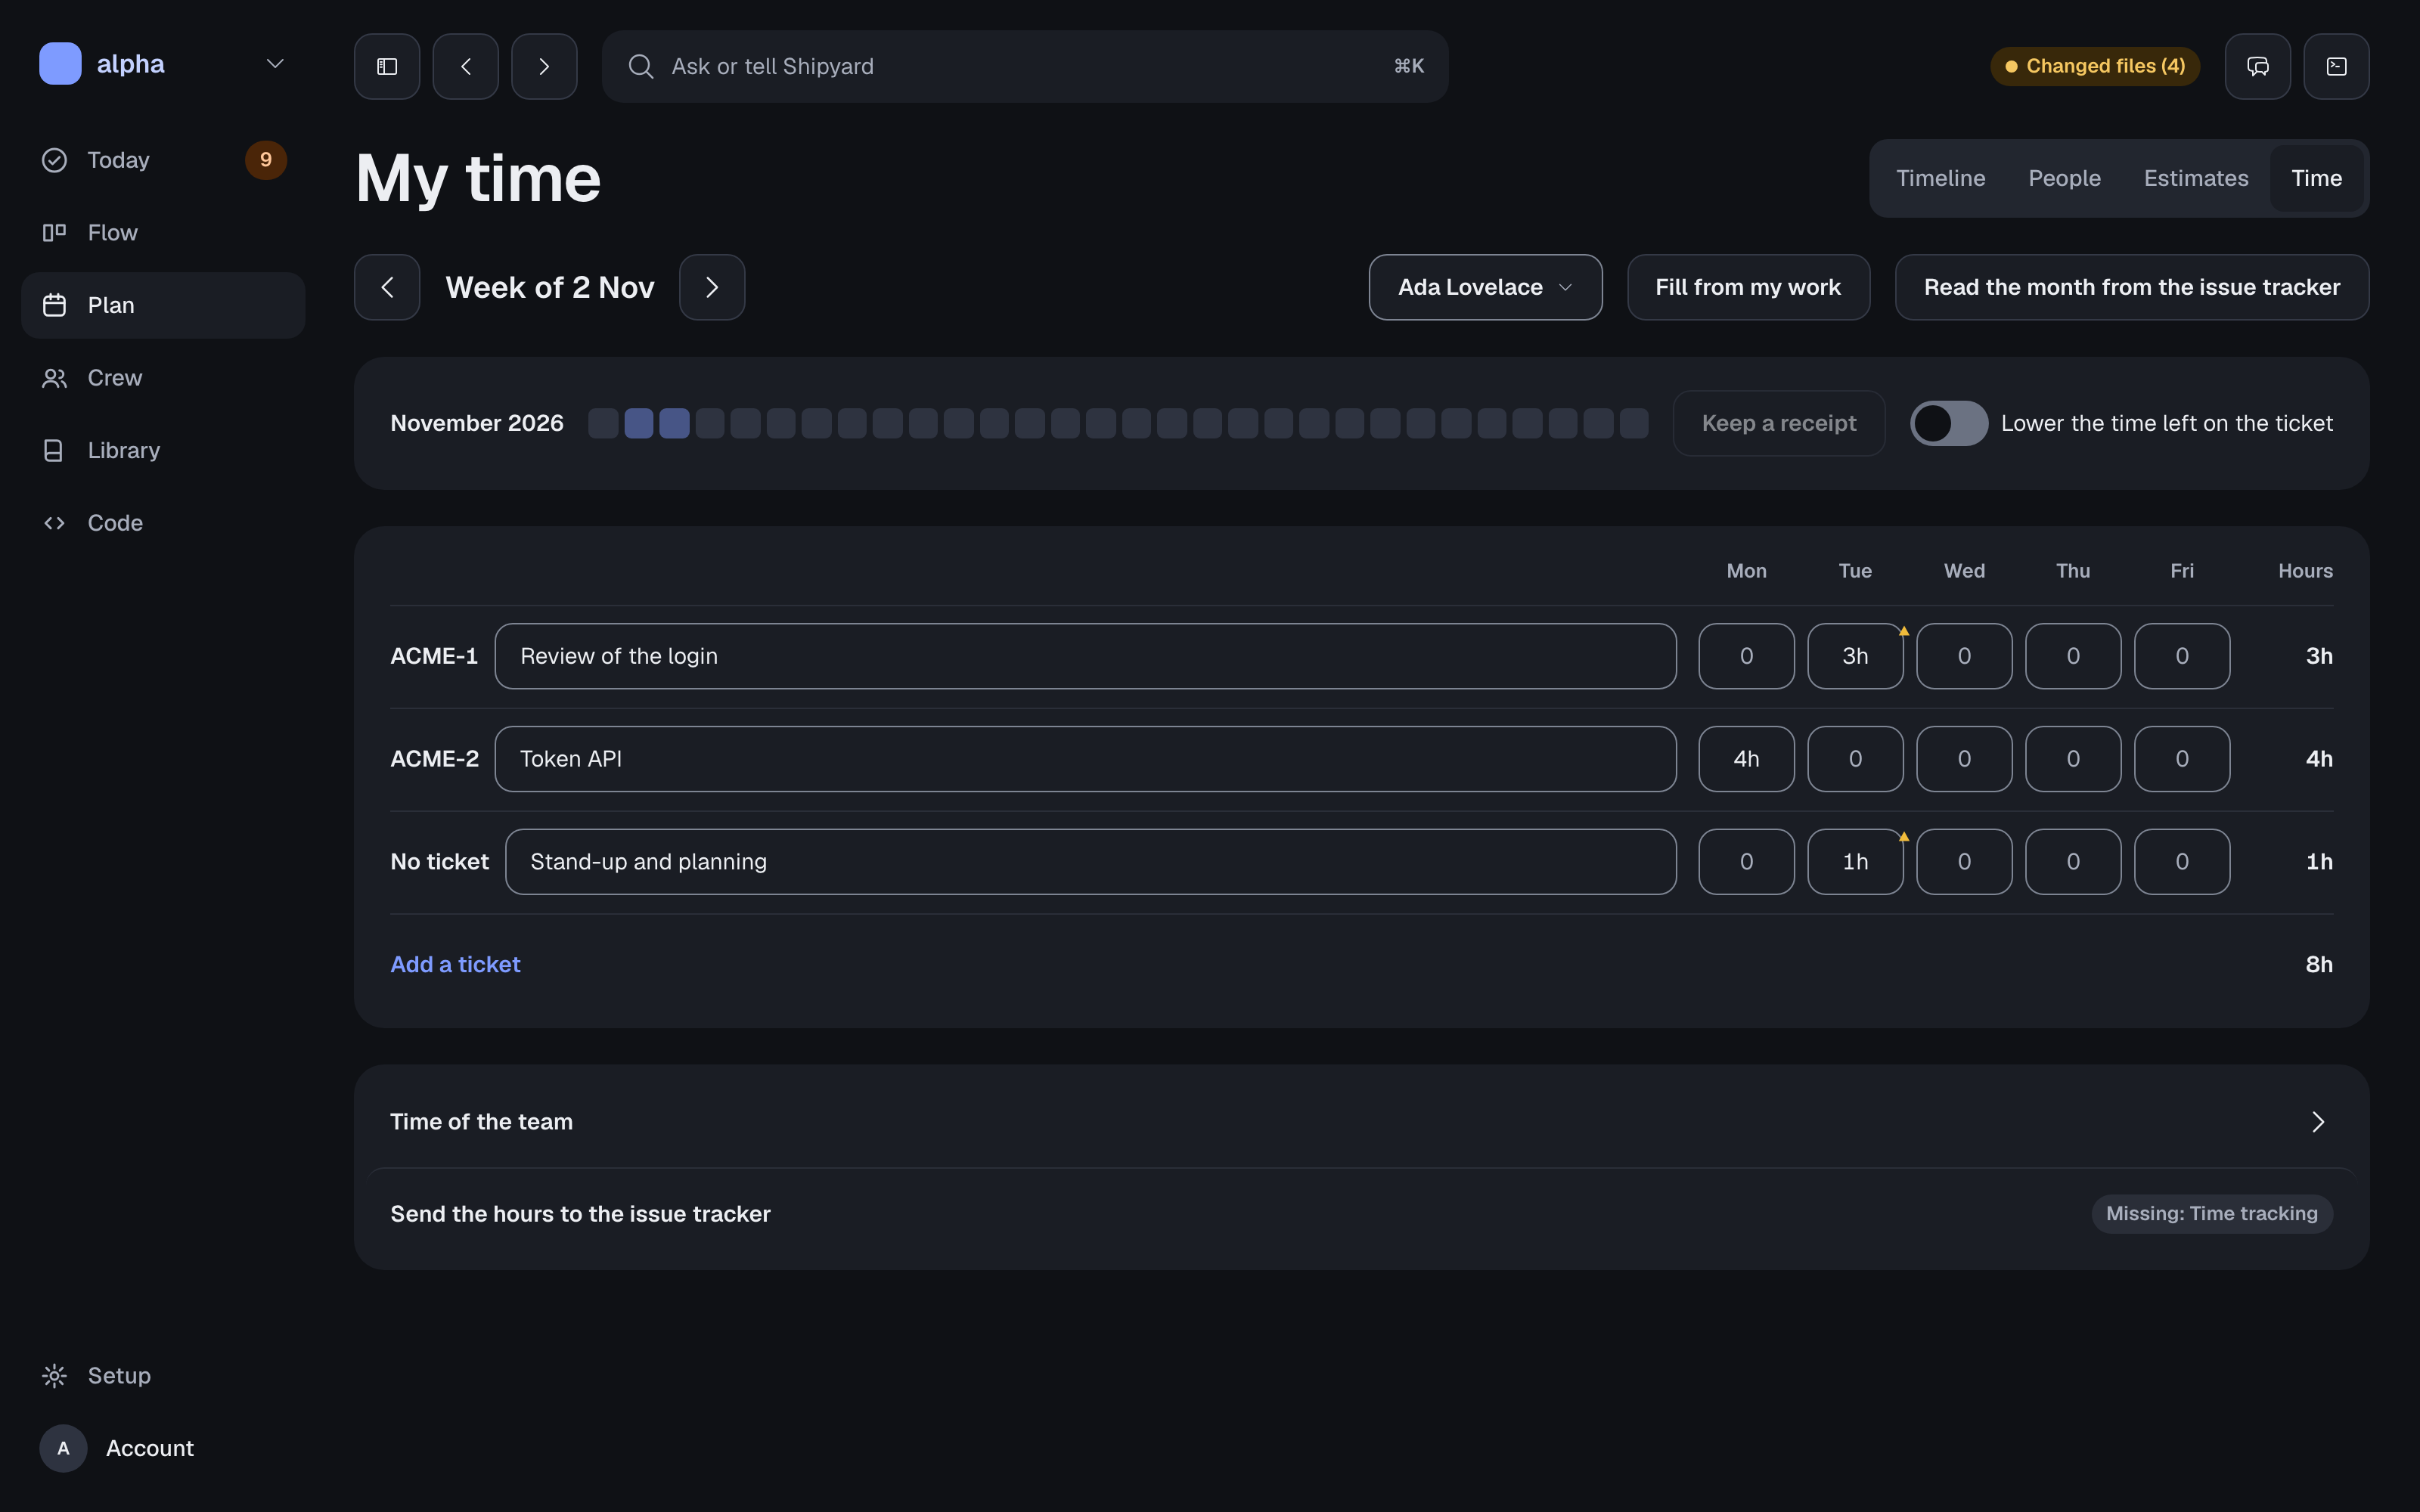 alpha
Ask or tell Shipyard ⌘K
Changed files (4)
Today 9
Flow
Plan
Crew
Library
Code
Setup
A Account
My time
Timeline People Estimates Time
Week of 2 Nov
Ada Lovelace Fill from my work Read the month from the issue tracker
November 2026 Keep a receipt Lower the time left on the ticket
Mon Tue Wed Thu Fri Hours
ACME-1 Review of the login 0 3h 0 0 0 3h
ACME-2 Token API 4h 0 0 0 0 4h
No ticket Stand-up and planning 0 1h 0 0 0 1h
Add a ticket 8h
Time of the team
Send the hours to the issue tracker Missing: Time tracking